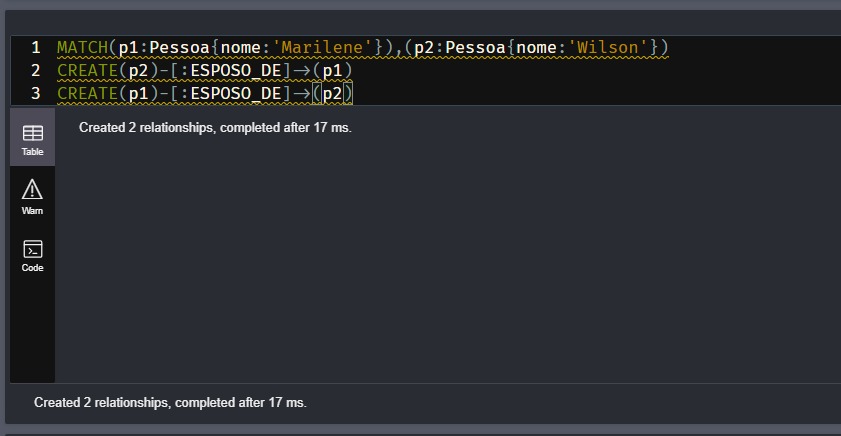 1 MATCH(p1:Pessoa{nome:'Marilene'}),(p2:Pessoa{nome:'Wilson'})
2 CREATE(p2)-[:ESPOSO_DE]->(p1)
3 CREATE(p1)-[:ESPOSO_DE]->(p2)
Created 2 relationships, completed after 17 ms.
Table
Warn
Code
Created 2 relationships, completed after 17 ms.